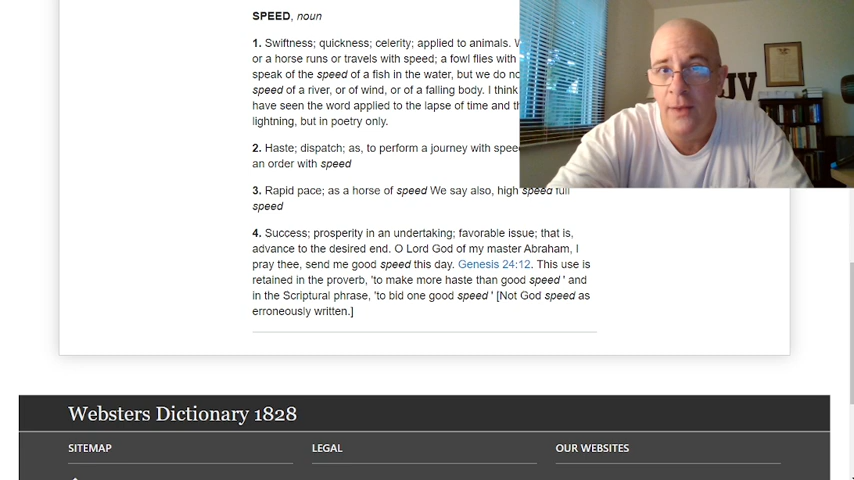 SPEED, noun
1. Swiftness; quickness; celerity; applied to animals.
or a horse runs or travels with speed; a fowl flies with
speak of the speed of a fish in the water, but we do
speed of a river, or of wind, or of a falling body. I think
have seen the word applied to the lapse of time and
lightning, but in poetry only.
2. Haste; dispatch; as, to perform a journey with
an order with speed
3. Rapid pace; as a horse of speed We say also, high speed full
speed
4. Success; prosperity in an undertaking; favorable issue; that is,
advance to the desired end. O Lord God of my master Abraham, I
pray thee, send me good speed this day. Genesis 24:12. This use is
retained in the proverb, 'to make more haste than good speed ' and
in the Scriptural phrase, 'to bid one good speed ' [Not God speed as
erroneously written.]
JV
Websters Dictionary 1828
SITEMAP
LEGAL
OUR WEBSITES